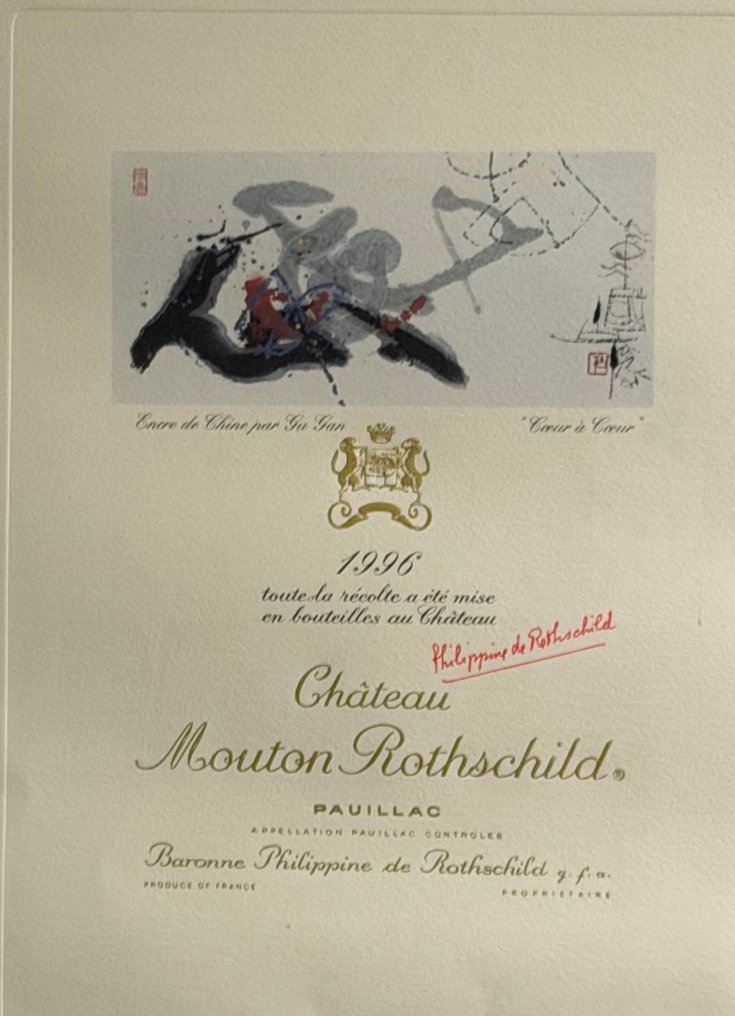 Encre de Chine par Gu Gan
"Cœur à Cœur"
1996
toute la récolte a été mise
en bouteilles au Château
Philippine de Rothschild
Château
Mouton Rothschild®
PAUILLAC
APPELLATION PAUILLAC CONTROLÉE
Baronne Philippine de Rothschild g.f.a.
PRODUCE OF FRANCE
PROPRIETAIRE